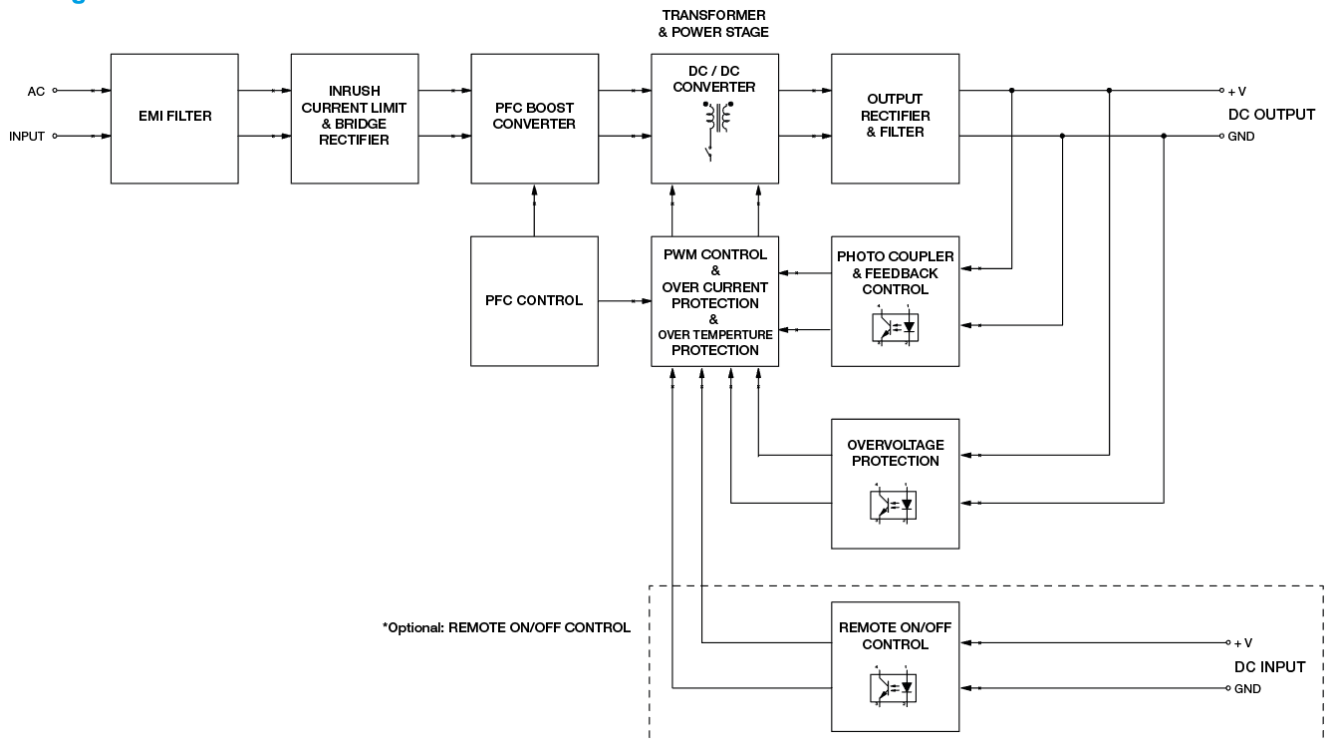 TRANSFORMER
& POWER STAGE
AC
INPUT
EMI FILTER
INRUSH
CURRENT LIMIT
& BRIDGE
RECTIFIER
PFC BOOST
CONVERTER
DC / DC
CONVERTER
OUTPUT
RECTIFIER
& FILTER
+ V
DC OUTPUT
GND
PFC CONTROL
PWM CONTROL
&
OVER CURRENT
PROTECTION
&
OVER TEMPERTURE
PROTECTION
PHOTO COUPLER
& FEEDBACK
CONTROL
OVERVOLTAGE
PROTECTION
*Optional: REMOTE ON/OFF CONTROL
REMOTE ON/OFF
CONTROL
+ V
DC INPUT
GND